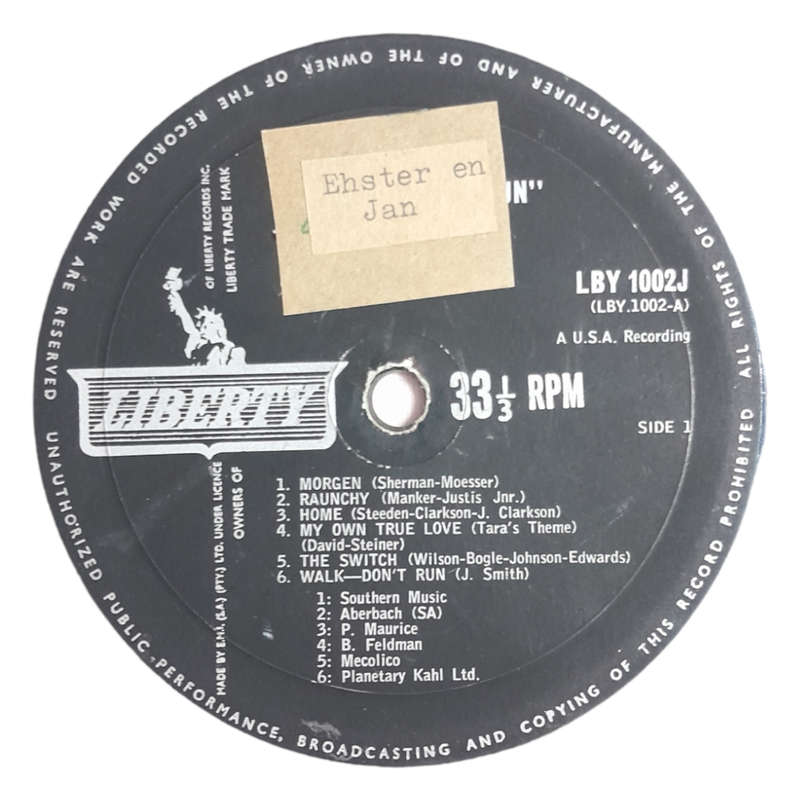 UNAUTHORIZED PUBLIC PERFORMANCE, BROADCASTING AND COPYING OF THIS RECORD PROHIBITED ALL RIGHTS OF THE MANUFACTURER AND OF THE OWNER OF THE RECORDED WORK ARE RESERVED
Ehster en
Jan
UN"
OF LIBERTY RECORDS INC.
LIBERTY TRADE MARK
LBY 1002J
(LBY.1002-A)
A U.S.A. Recording
LIBERTY
33 1/3 RPM
SIDE 1
MADE BY E.M.I. (S.A.) (PTY.) LTD. UNDER LICENCE
OWNERS OF
1. MORGEN (Sherman-Moesser)
2. RAUNCHY (Manker-Justis Jnr.)
3. HOME (Steeden-Clarkson-J. Clarkson)
4. MY OWN TRUE LOVE (Tara's Theme)
(David-Steiner)
5. THE SWITCH (Wilson-Bogle-Johnson-Edwards)
6. WALK—DON'T RUN (J. Smith)
1: Southern Music
2: Aberbach (SA)
3: P. Maurice
4: B. Feldman
5: Mecolico
6: Planetary Kahl Ltd.